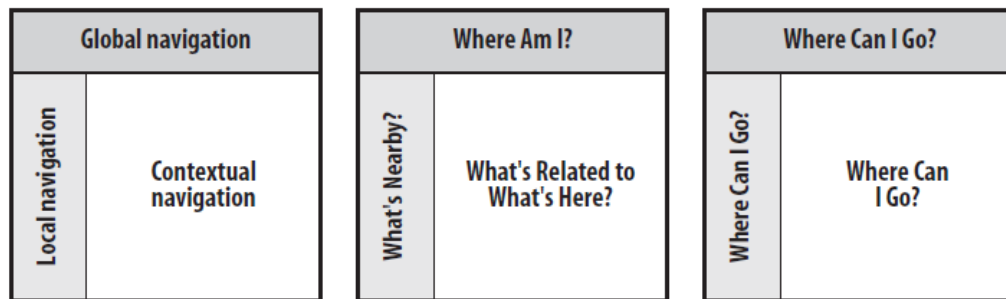 Global navigation
Local navigation
Contextual
navigation
Where Am I?
What's Nearby?
What's Related to
What's Here?
Where Can I Go?
Where Can I Go?
Where Can
I Go?